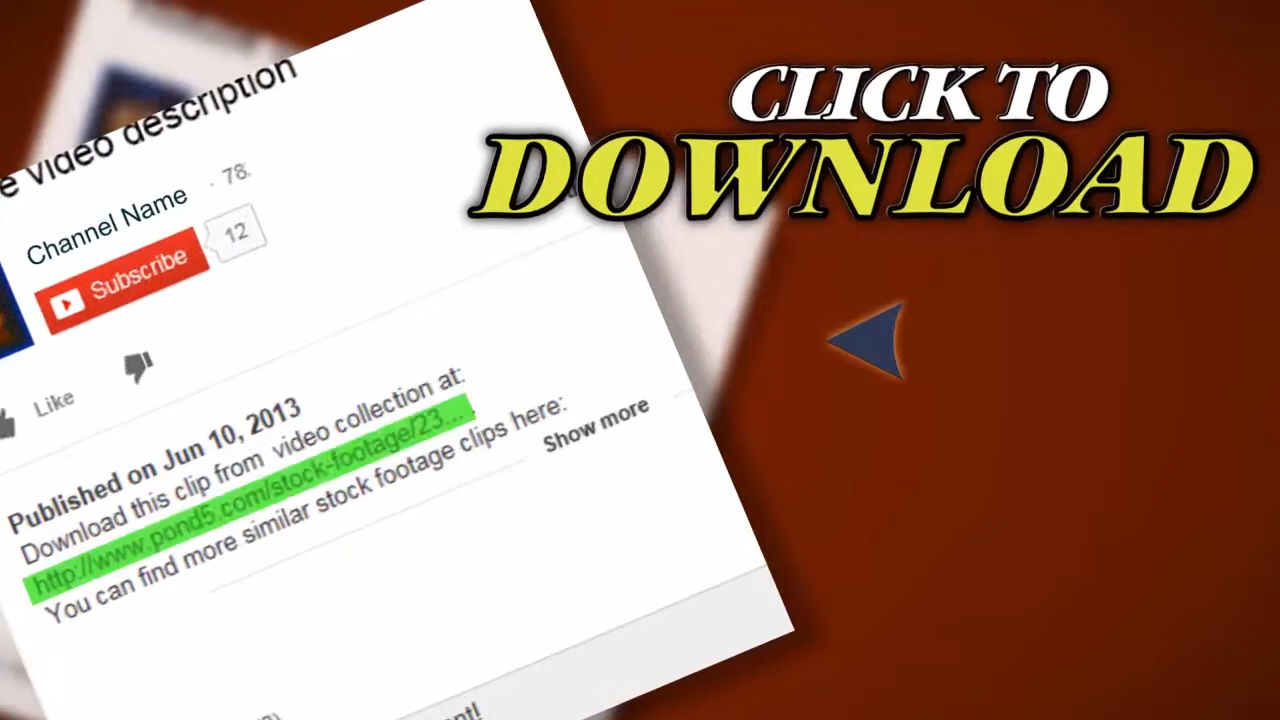 CLICK TO
DOWNLOAD
e video description
Channel Name
· 78
Subscribe
12
Like
Published on Jun 10, 2013
Download this clip from video collection at:
http://www.pond5.com/stock-footage/23... .
You can find more similar stock footage clips here:
Show more